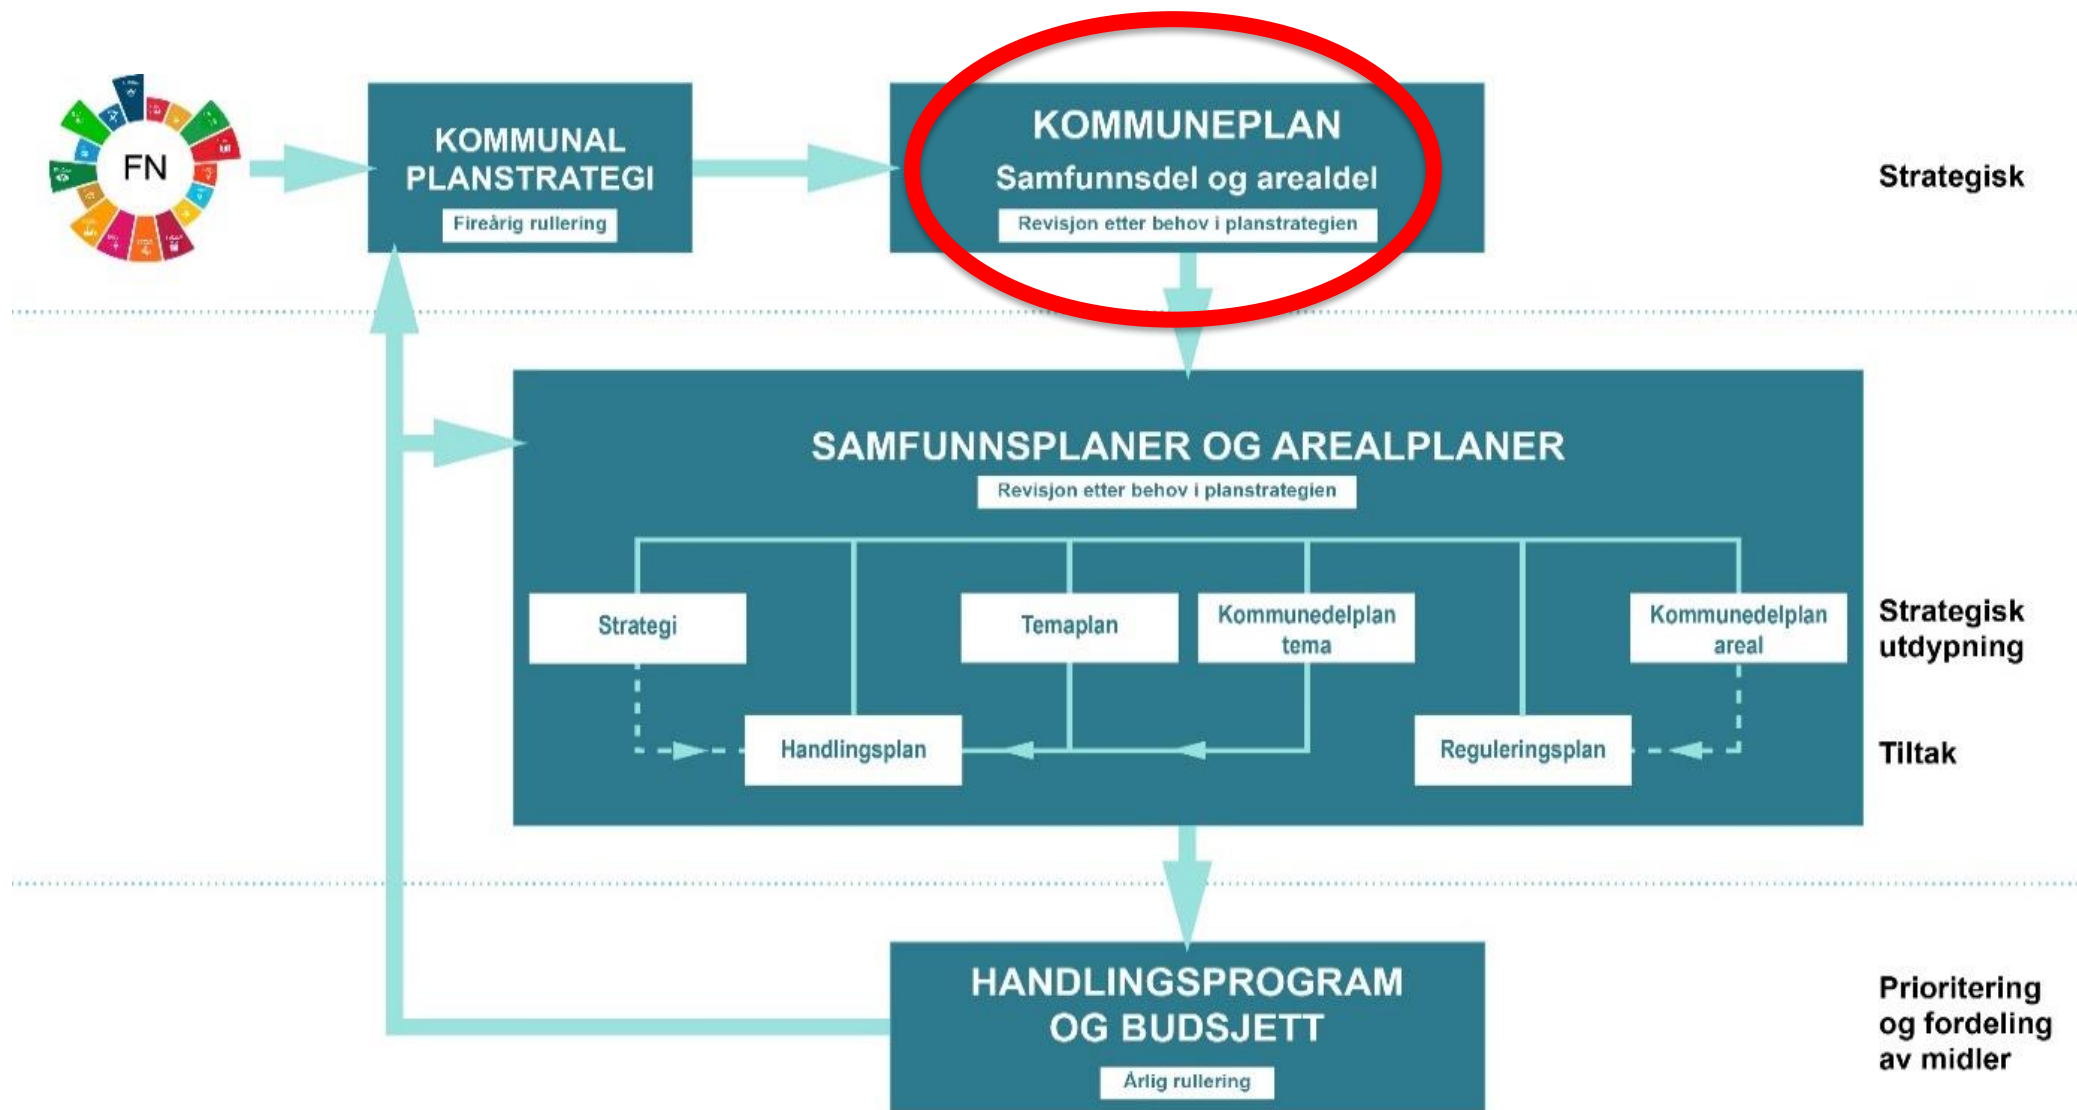 FN
KOMMUNAL
PLANSTRATEGI
Fireårig rullering
KOMMUNEPLAN
Samfunnsdel og arealdel
Revisjon etter behov i planstrategien
Strategisk
SAMFUNNSPLANER OG AREALPLANER
Revisjon etter behov i planstrategien
Strategi
Temaplan
Kommunedelplan
tema
Kommunedelplan
areal
Strategisk
utdypning
Handlingsplan
Reguleringsplan
Tiltak
HANDLINGSPROGRAM
OG BUDSJETT
Årlig rullering
Prioritering
og fordeling
av midler